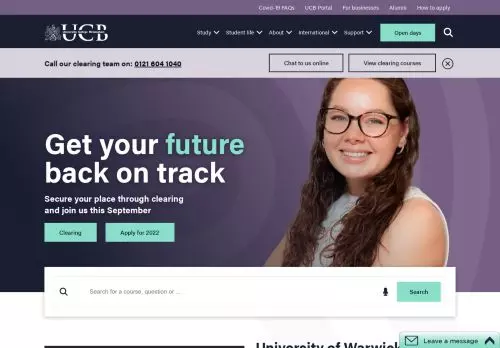 Covid-19 FAQs UCB Portal For businesses Alumni How to apply
UCB
University College Birmingham
Study Student life About International Support Open days
Call our clearing team on: 0121 604 1040 Chat to us online View clearing courses
Get your future
back on track
Secure your place through clearing
and join us this September
Clearing Apply for 2022
Search for a course, question or ... Search
University of Warwick
Leave a message